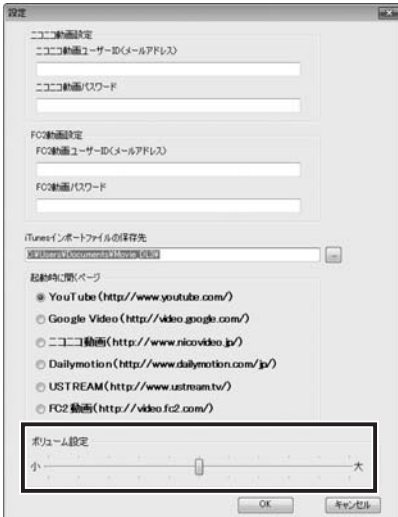 設定
ニコニコ動画設定
ニコニコ動画ユーザーID(メールアドレス)
ニコニコ動画パスワード
FC2動画設定
FC2動画ユーザーID(メールアドレス)
FC2動画パスワード
iTunesインポートファイルの保存先
...
起動時に開くページ
YouTube(http://www.youtube.com/)
Google Video(http://video.google.com/)
ニコニコ動画(http://www.nicovideo.jp/)
Dailymotion(http://www.dailymotion.com/jp/)
USTREAM(http://www.ustream.tv/)
FC2 動画(http://video.fc2.com/)
ボリューム設定
小 大
OK キャンセル